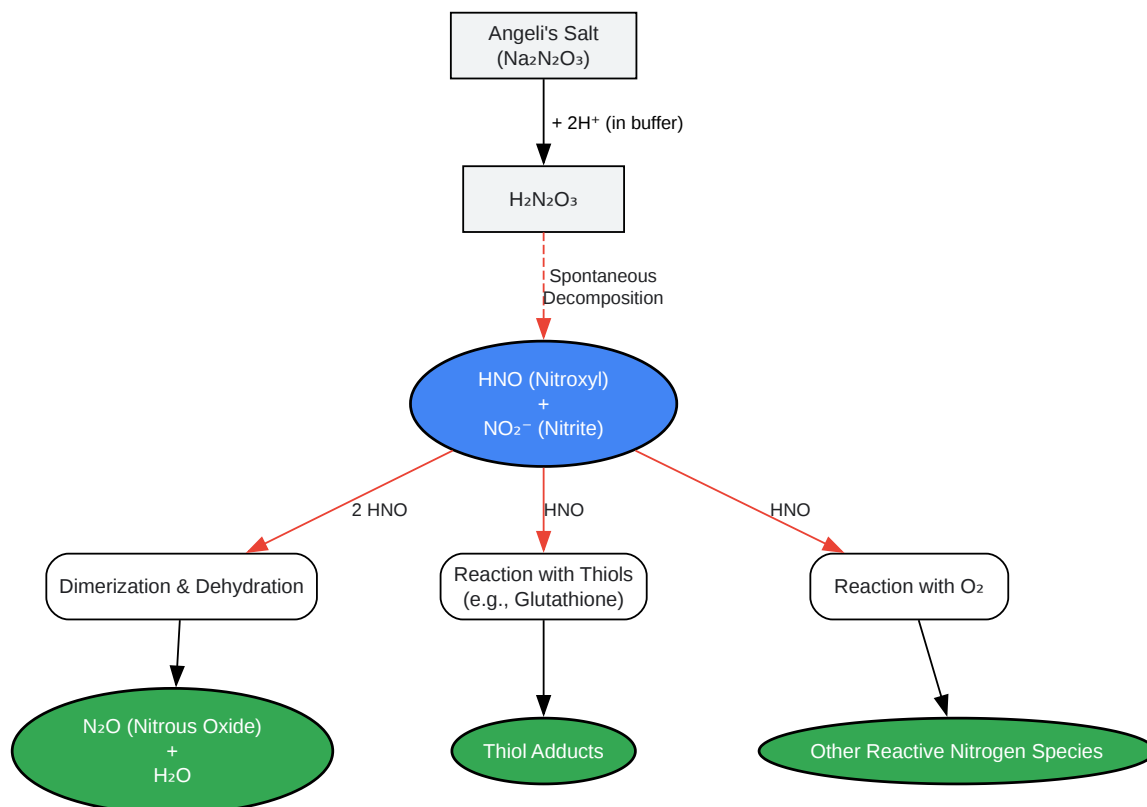 Angeli's Salt
(Na₂N₂O₃)
+ 2H⁺ (in buffer)
H₂N₂O₃
Spontaneous
Decomposition
HNO (Nitroxyl)
+
NO₂⁻ (Nitrite)
2 HNO
HNO
HNO
Dimerization & Dehydration
Reaction with Thiols
(e.g., Glutathione)
Reaction with O₂
N₂O (Nitrous Oxide)
+
H₂O
Thiol Adducts
Other Reactive Nitrogen Species